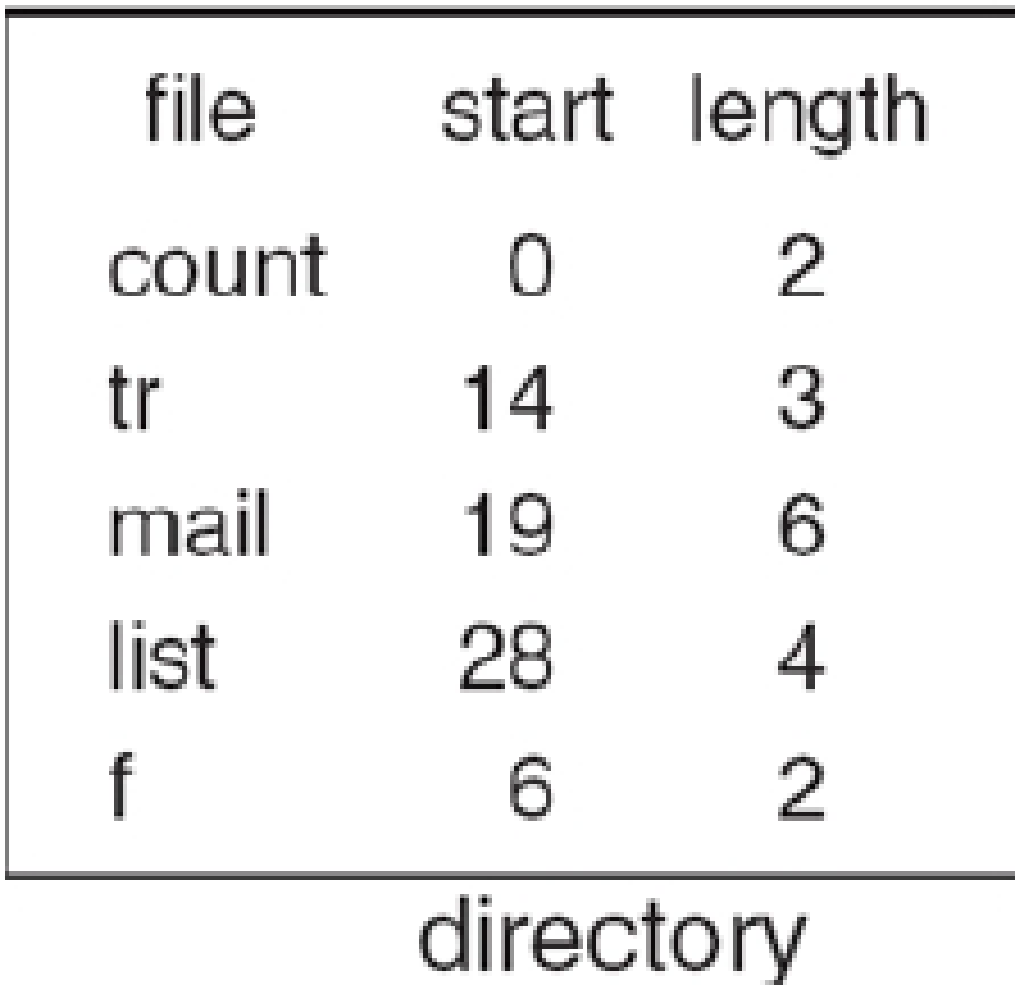 file start length
count 0 2
tr 14 3
mail 19 6
list 28 4
f 6 2
directory